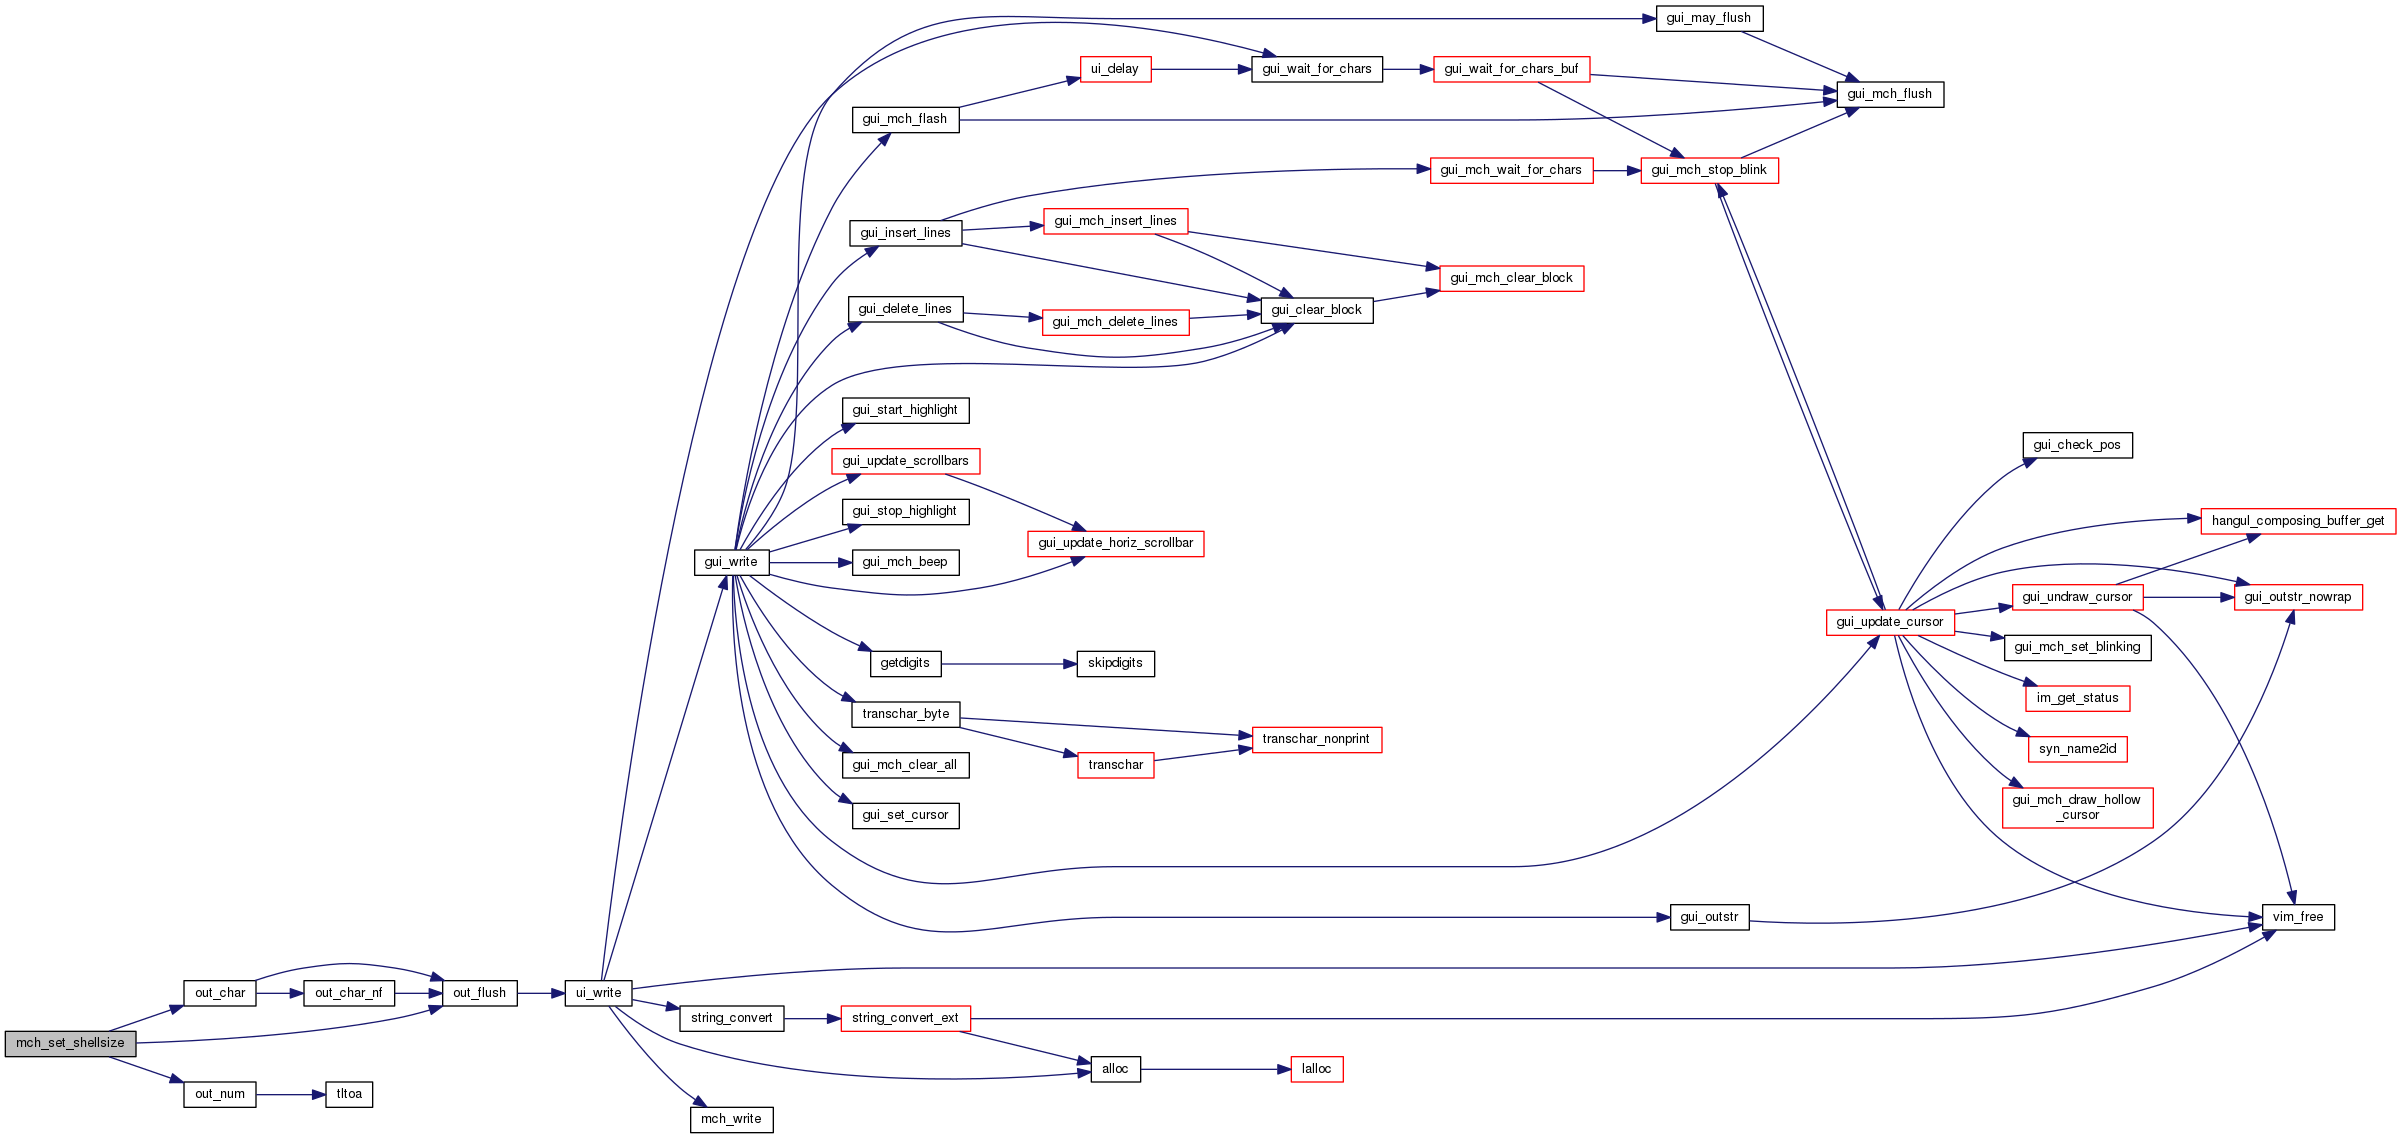 gui_may_flush
ui_delay
gui_wait_for_chars
gui_wait_for_chars_buf
gui_mch_flush
gui_mch_flash
gui_mch_wait_for_chars
gui_mch_stop_blink
gui_insert_lines
gui_mch_insert_lines
gui_mch_clear_block
gui_delete_lines
gui_mch_delete_lines
gui_clear_block
gui_start_highlight
gui_check_pos
gui_update_scrollbars
gui_stop_highlight
hangul_composing_buffer_get
gui_update_horiz_scrollbar
gui_write
gui_mch_beep
gui_undraw_cursor
gui_outstr_nowrap
gui_update_cursor
gui_mch_set_blinking
getdigits
skipdigits
im_get_status
transchar_byte
transchar_nonprint
syn_name2id
gui_mch_clear_all
transchar
gui_mch_draw_hollow
_cursor
gui_set_cursor
gui_outstr
vim_free
out_char
out_char_nf
out_flush
ui_write
string_convert
string_convert_ext
mch_set_shellsize
alloc
lalloc
out_num
tltoa
mch_write